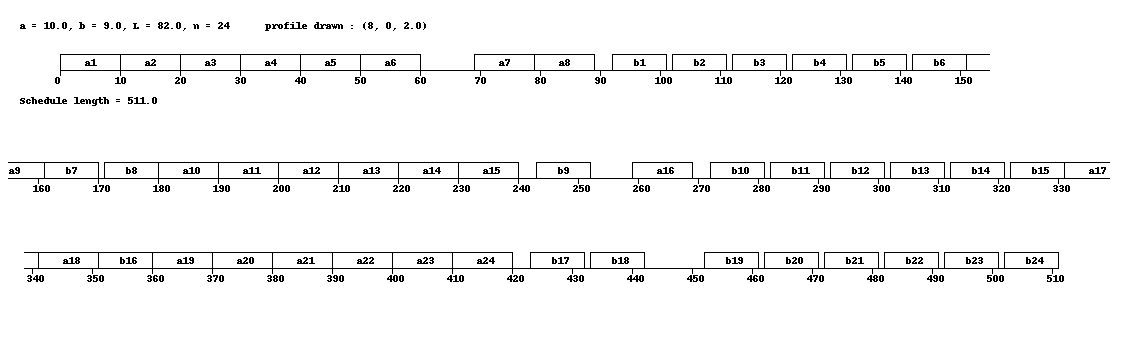 a = 10.0, b = 9.0, L = 82.0, n = 24 profile drawn : (8, 0, 2.0)
a1 a2 a3 a4 a5 a6 a7 a8 b1 b2 b3 b4 b5 b6
0 10 20 30 40 50 60 70 80 90 100 110 120 130 140 150
Schedule length = 511.0
a9 b7 b8 a10 a11 a12 a13 a14 a15 b9 a16 b10 b11 b12 b13 b14 b15 a17
160 170 180 190 200 210 220 230 240 250 260 270 280 290 300 310 320 330
a18 b16 a19 a20 a21 a22 a23 a24 b17 b18 b19 b20 b21 b22 b23 b24
340 350 360 370 380 390 400 410 420 430 440 450 460 470 480 490 500 510